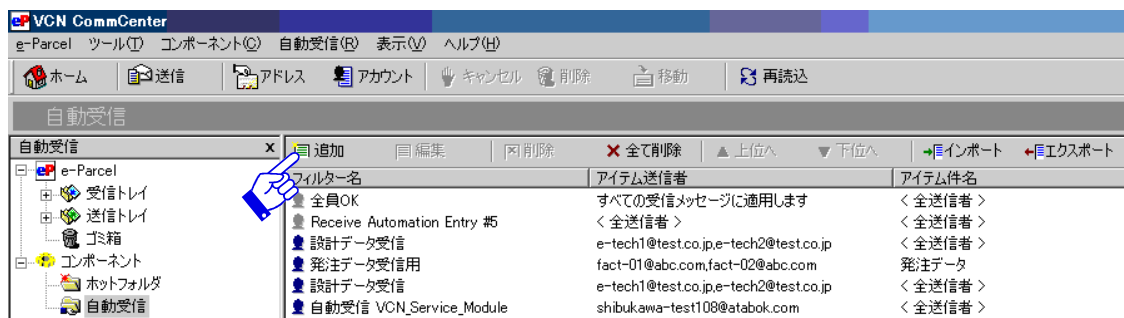 eP VCN CommCenter
e-Parcel ツール(T) コンポーネント(C) 自動受信(R) 表示(V) ヘルプ(H)
ホーム 送信 アドレス アカウント キャンセル 削除 移動 再読込
自動受信
自動受信 x 追加 編集 削除 全て削除 上位へ 下位へ インポート エクスポート
フィルター名 アイテム送信者 アイテム件名
eP e-Parcel
受信トレイ 全員OK すべての受信メッセージに適用します < 全送信者 >
送信トレイ Receive Automation Entry #5 < 全送信者 > < 全送信者 >
ゴミ箱 設計データ受信 e-tech1@test.co.jp,e-tech2@test.co.jp < 全送信者 >
コンポーネント 発注データ受信用 fact-01@abc.com,fact-02@abc.com 発注データ
ホットフォルダ 設計データ受信 e-tech1@test.co.jp,e-tech2@test.co.jp < 全送信者 >
自動受信 自動受信 VCN_Service_Module shibukawa-test108@atabok.com < 全送信者 >